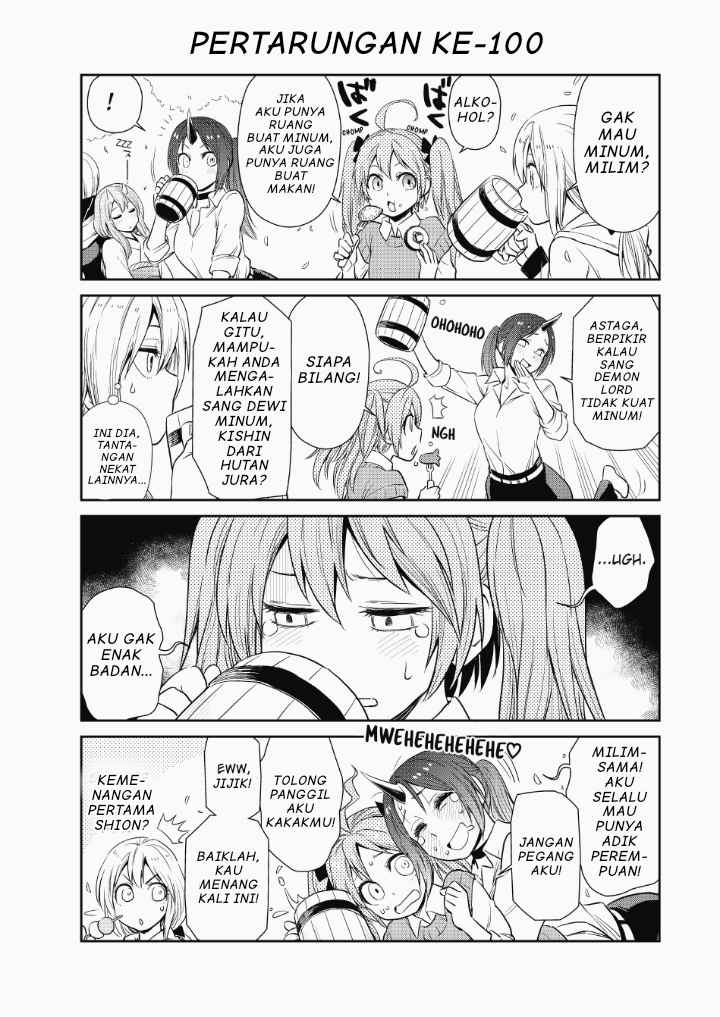 PERTARUNGAN KE-100
GAK
MAU
MINUM,
MILIM?
ALKO-
HOL?
ばくばく
CHOMP
CHOMP
JIKA
AKU PUNYA
RUANG
BUAT MINUM,
AKU JUGA
PUNYA RUANG
BUAT
MAKAN!
!
ZZZ
ASTAGA,
BERPIKIR
KALAU
SANG
DEMON
LORD
TIDAK KUAT
MINUM!
OHOHOHO
NGH
SIAPA
BILANG!
KALAU
GITU,
MAMPU-
KAH ANDA
MENGA-
LAHKAN
SANG DEWI
MINUM,
KISHIN
DARI
HUTAN
JURA?
INI DIA,
TANTA-
NGAN
NEKAT
LAINNYA...
...UGH.
AKU GAK
ENAK
BADAN...
MWEHEHEHEHEHE♡
MILIM-
SAMA! AKU
SELALU
MAU
PUNYA
ADIK
PEREM-
PUAN!
JANGAN
PEGANG
AKU!
TOLONG
PANGGIL
AKU
KAKAKMU!
EWW,
JIJIK!
BAIKLAH,
KAU
MENANG
KALI INI!
KEME-
NANGAN
PERTAMA
SHION?